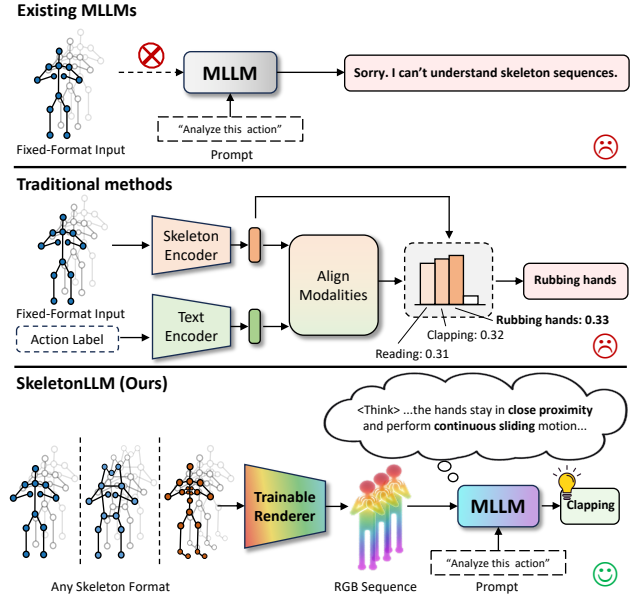 Existing MLLMs
MLLM
Sorry. I can't understand skeleton sequences.
"Analyze this action"
Fixed-Format Input
Prompt
Traditional methods
Skeleton
Encoder
Align
Modalities
Rubbing hands
Fixed-Format Input
Text
Encoder
Action Label
Rubbing hands: 0.33
Clapping: 0.32
Reading: 0.31
SkeletonLLM (Ours)
<Think> ...the hands stay in close proximity
and perform continuous sliding motion...
Trainable
Renderer
MLLM
Clapping
"Analyze this action"
Any Skeleton Format
RGB Sequence
Prompt